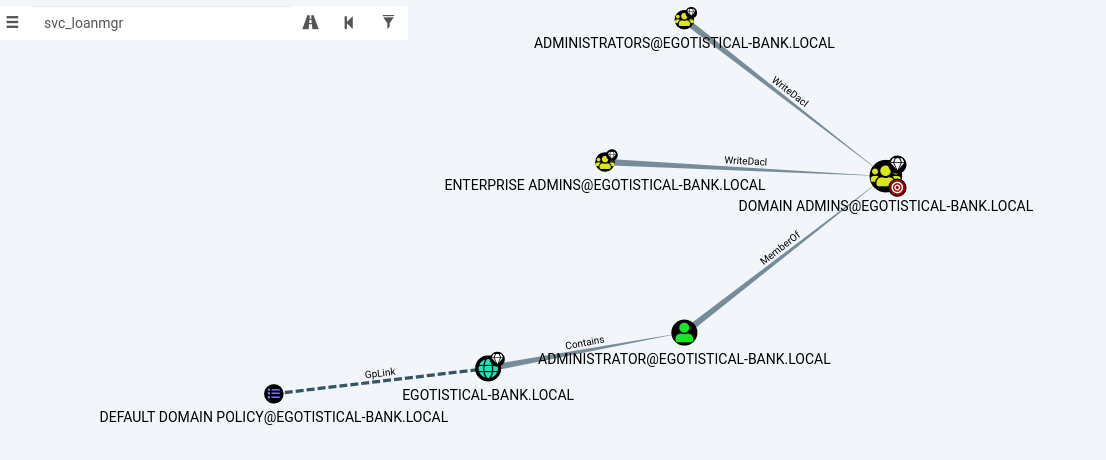 svc_loanmgr
ADMINISTRATORS@EGOTISTICAL-BANK.LOCAL
WriteDacl
WriteDacl
ENTERPRISE ADMINS@EGOTISTICAL-BANK.LOCAL
DOMAIN ADMINS@EGOTISTICAL-BANK.LOCAL
MemberOf
Contains
ADMINISTRATOR@EGOTISTICAL-BANK.LOCAL
GpLink
EGOTISTICAL-BANK.LOCAL
DEFAULT DOMAIN POLICY@EGOTISTICAL-BANK.LOCAL